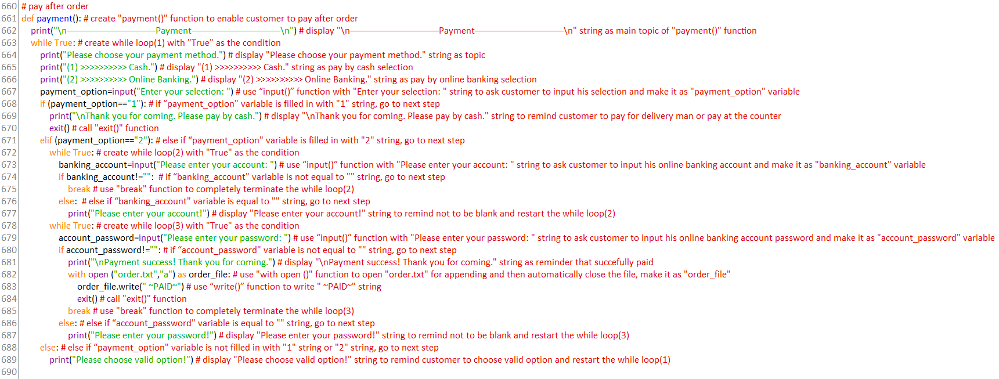 660 # pay after order
661 def payment(): # create "payment()" function to enable customer to pay after order
662     print("\n———————————Payment———————————\n") # display "\n———————————Payment———————————\n" string as main topic of "payment()" function
663     while True: # create while loop(1) with "True" as the condition
664         print("Please choose your payment method.") # display "Please choose your payment method." string as topic
665         print("(1) >>>>>>>>>> Cash.") # display "(1) >>>>>>>>>> Cash." string as pay by cash selection
666         print("(2) >>>>>>>>>> Online Banking.") # display "(2) >>>>>>>>>> Online Banking." string as pay by online banking selection
667         payment_option=input("Enter your selection: ") # use “input()” function with "Enter your selection: " string to ask customer to input his selection and make it as "payment_option" variable
668         if (payment_option=="1"): # if “payment_option" variable is filled in with "1" string, go to next step
669             print("\nThank you for coming. Please pay by cash.") # display "\nThank you for coming. Please pay by cash." string to remind customer to pay for delivery man or pay at the counter
670             exit() # call "exit()" function
671         elif (payment_option=="2"): # else if “payment_option" variable is filled in with "2" string, go to next step
672             while True: # create while loop(2) with "True" as the condition
673                 banking_account=input("Please enter your account: ") # use “input()” function with "Please enter your account: " string to ask customer to input his online banking account and make it as "banking_account" variable
674                 if banking_account!="":  # if “banking_account" variable is not equal to "" string, go to next step
675                     break # use "break" function to completely terminate the while loop(2)
676                 else:  # else if “banking_account" variable is equal to "" string, go to next step
677                     print("Please enter your account!") # display "Please enter your account!" string to remind not to be blank and restart the while loop(2)
678             while True: # create while loop(3) with "True" as the condition
679                 account_password=input("Please enter your password: ") # use “input()” function with "Please enter your password: " string to ask customer to input his online banking account password and make it as "account_password" variable
680                 if account_password!="": # if “account_password" variable is not equal to "" string, go to next step
681                     print("\nPayment success! Thank you for coming.") # display "\nPayment success! Thank you for coming." string as reminder that succefully paid
682                     with open ("order.txt","a") as order_file: # use "with open ()" function to open "order.txt" for appending and then automatically close the file, make it as "order_file"
683                         order_file.write(" ~PAID~") # use “write()” function to write " ~PAID~" string
684                         exit() # call "exit()" function
685                     break # use "break" function to completely terminate the while loop(3)
686                 else: # else if “account_password" variable is equal to "" string, go to next step
687                     print("Please enter your password!") # display "Please enter your password!" string to remind not to be blank and restart the while loop(3)
688         else: # else if “payment_option" variable is not filled in with "1" string or "2" string, go to next step
689             print("Please choose valid option!") # display "Please choose valid option!" string to remind customer to choose valid option and restart the while loop(1)
690